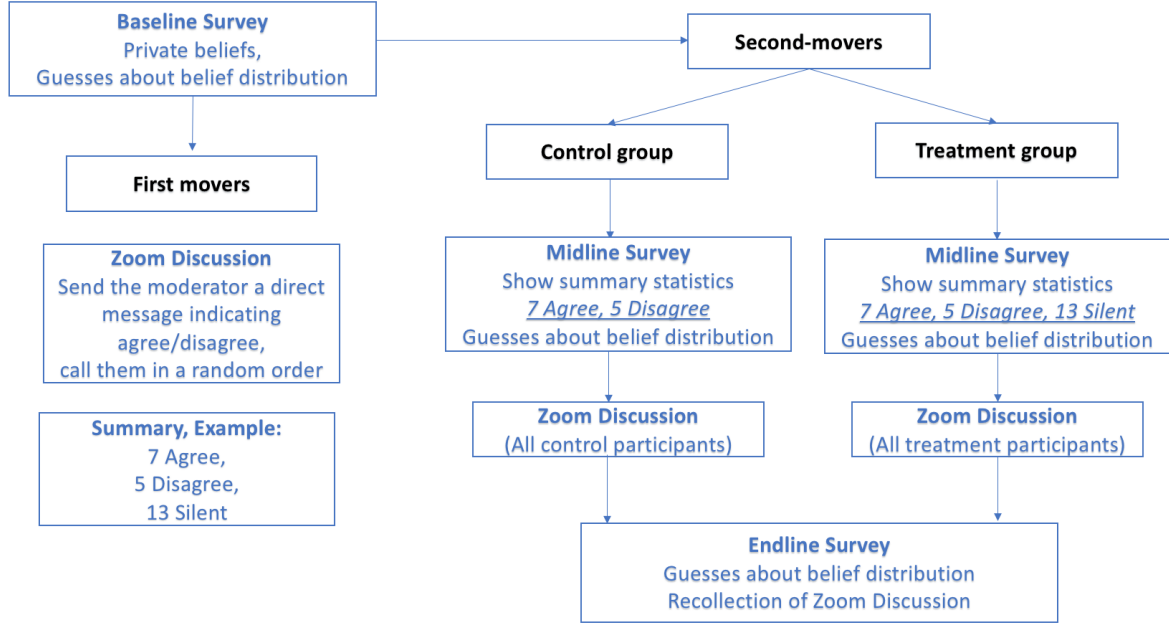 Baseline Survey
Private beliefs,
Guesses about belief distribution
Second-movers
First movers
Control group
Treatment group
Zoom Discussion
Send the moderator a direct
message indicating
agree/disagree,
call them in a random order
Summary, Example:
7 Agree,
5 Disagree,
13 Silent
Midline Survey
Show summary statistics
7 Agree, 5 Disagree
Guesses about belief distribution
Midline Survey
Show summary statistics
7 Agree, 5 Disagree, 13 Silent
Guesses about belief distribution
Zoom Discussion
(All control participants)
Zoom Discussion
(All treatment participants)
Endline Survey
Guesses about belief distribution
Recollection of Zoom Discussion